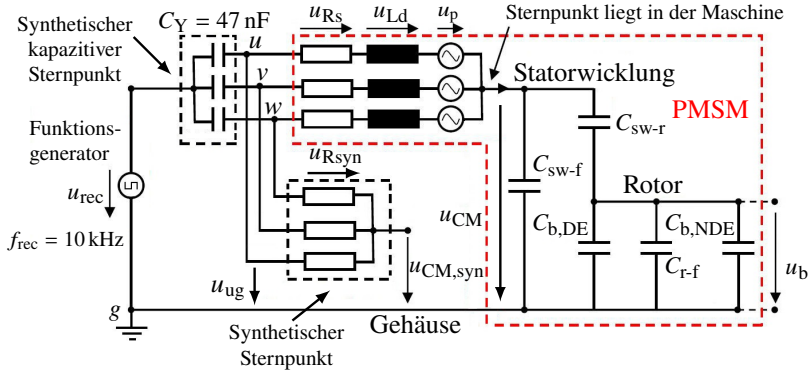 Synthetischer
kapazitiver
Sternpunkt
C_Y = 47 nF
u
v
w
u_Rs
u_Ld
u_p
Sternpunkt liegt in der Maschine
Statorwicklung
PMSM
C_sw-r
C_sw-f
Funktions-
generator
u_rec
f_rec = 10 kHz
u_Rsyn
u_CM
Rotor
C_b,DE
C_b,NDE
C_r-f
u_b
u_CM,syn
u_ug
g
Gehäuse
Synthetischer
Sternpunkt